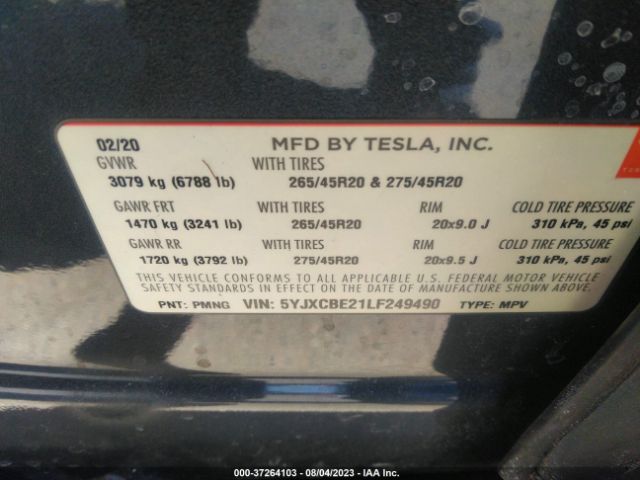 02/20 MFD BY TESLA, INC.
GVWR WITH TIRES
3079 kg (6788 lb) 265/45R20 & 275/45R20
GAWR FRT WITH TIRES RIM COLD TIRE PRESSURE
1470 kg (3241 lb) 265/45R20 20x9.0 J 310 kPa, 45 psi
GAWR RR WITH TIRES RIM COLD TIRE PRESSURE
1720 kg (3792 lb) 275/45R20 20x9.5 J 310 kPa, 45 psi
THIS VEHICLE CONFORMS TO ALL APPLICABLE U.S. FEDERAL MOTOR VEHICLE
SAFETY STANDARDS IN EFFECT ON THE DATE OF MANUFACTURE SHOWN ABOVE.
PNT: PMNG VIN: 5YJXCBE21LF249490 TYPE: MPV
000-37264103 - 08/04/2023 - IAA Inc.